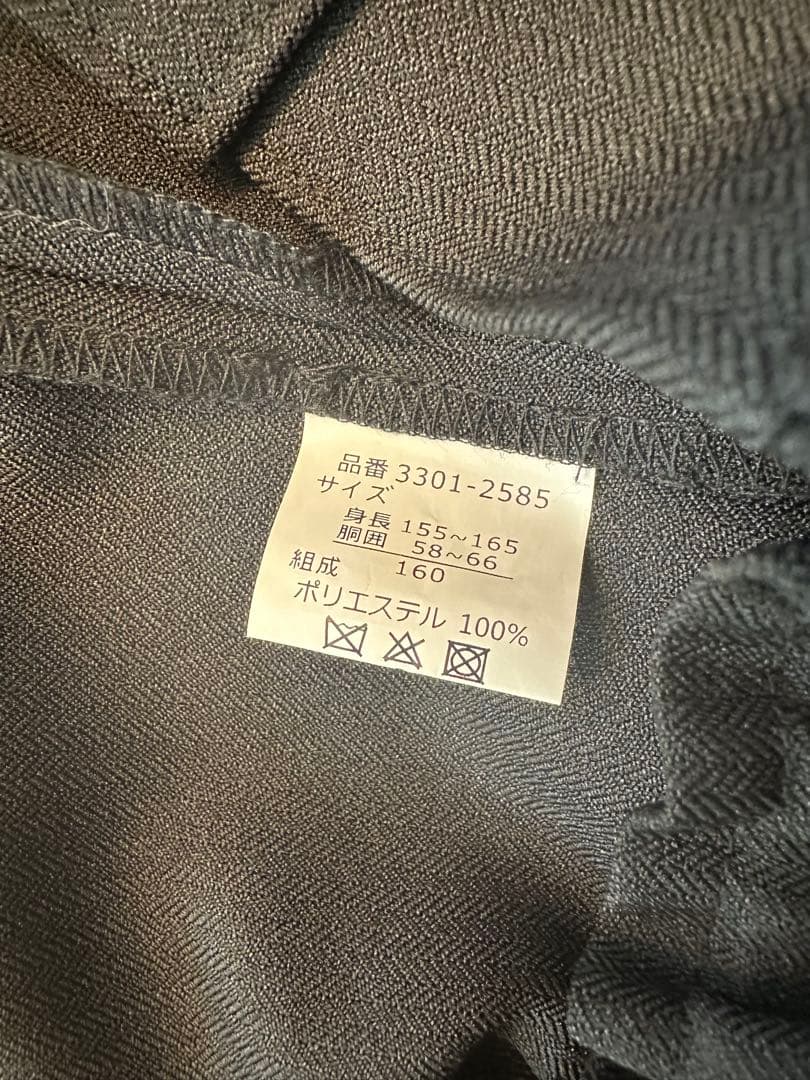 品番 3301-2585
サイズ
身長 155~165
胴囲 58~66
160
組成
ポリエステル 100%